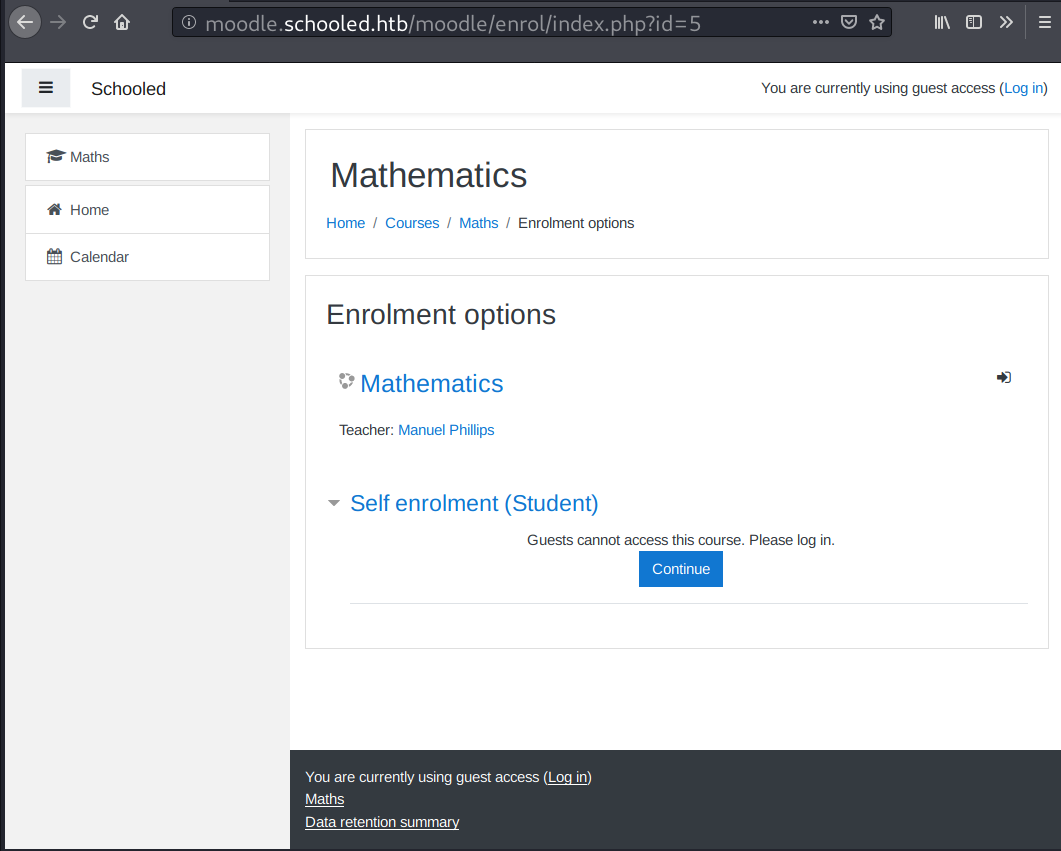 moodle.schooled.htb/moodle/enrol/index.php?id=5
Schooled
You are currently using guest access (Log in)
Maths
Home
Calendar
Mathematics
Home / Courses / Maths / Enrolment options
Enrolment options
Mathematics
Teacher: Manuel Phillips
Self enrolment (Student)
Guests cannot access this course. Please log in.
Continue
You are currently using guest access (Log in)
Maths
Data retention summary